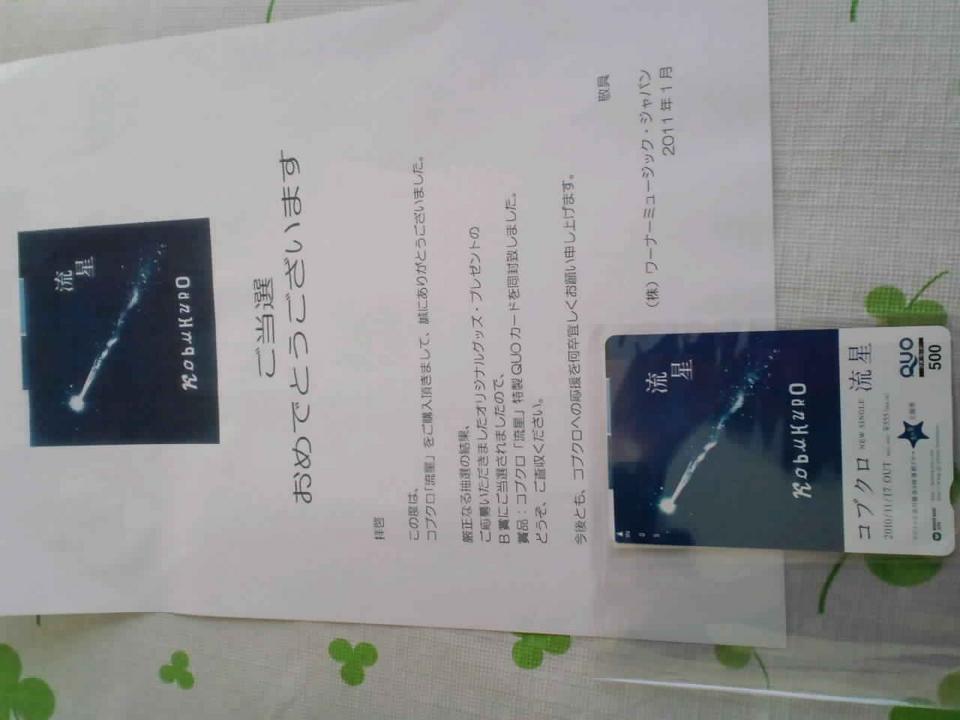 流星
KobuKuro
ご当選
おめでとうございます
拝啓
この度は、
コブクロ「流星」をご購入頂きまして、誠にありがとうございました。
厳正なる抽選の結果、
ご応募いただきましたオリジナルグッズ・プレゼントの
B賞にご当選されましたので、
賞品：コブクロ「流星」特製QUOカードを同封致しました。
どうぞ、ご査収ください。
今後とも、コブクロへの応援を何卒宜しくお願い申し上げます。
敬具
（株）ワーナーミュージック・ジャパン
2011年1月
流星
KobuKuro
コブクロ NEW SINGLE 流星
2010/11/17 OUT
QUO
500